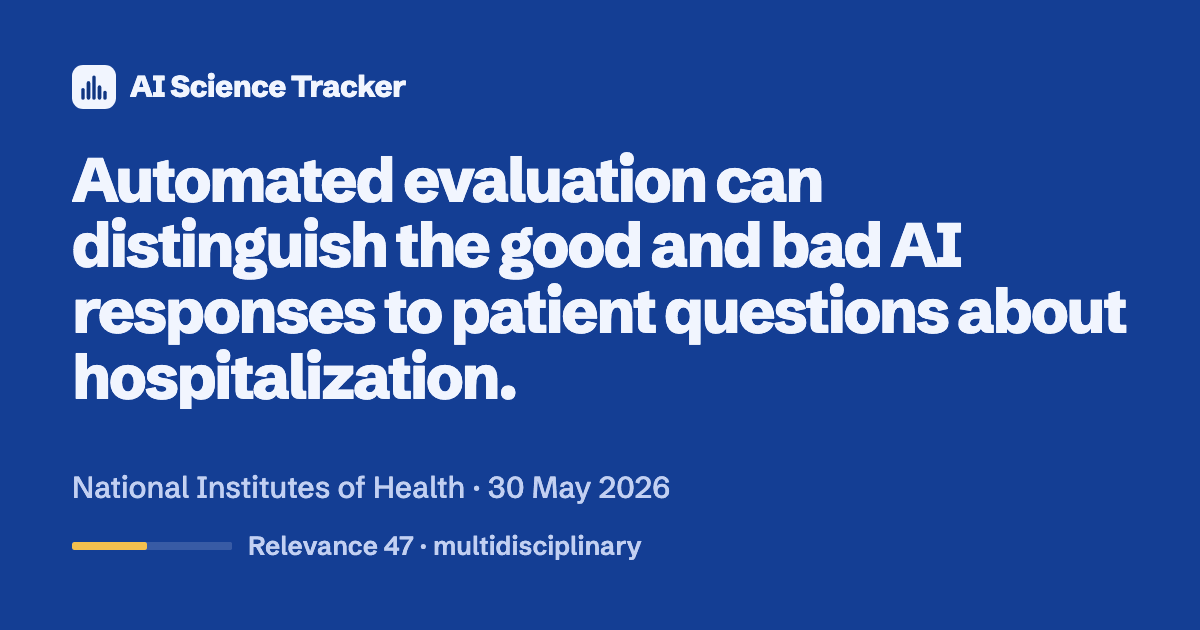 AI Science Tracker
Automated evaluation can
distinguish the good and bad AI
responses to patient questions about
hospitalization.
National Institutes of Health · 30 May 2026
Relevance 47 · multidisciplinary